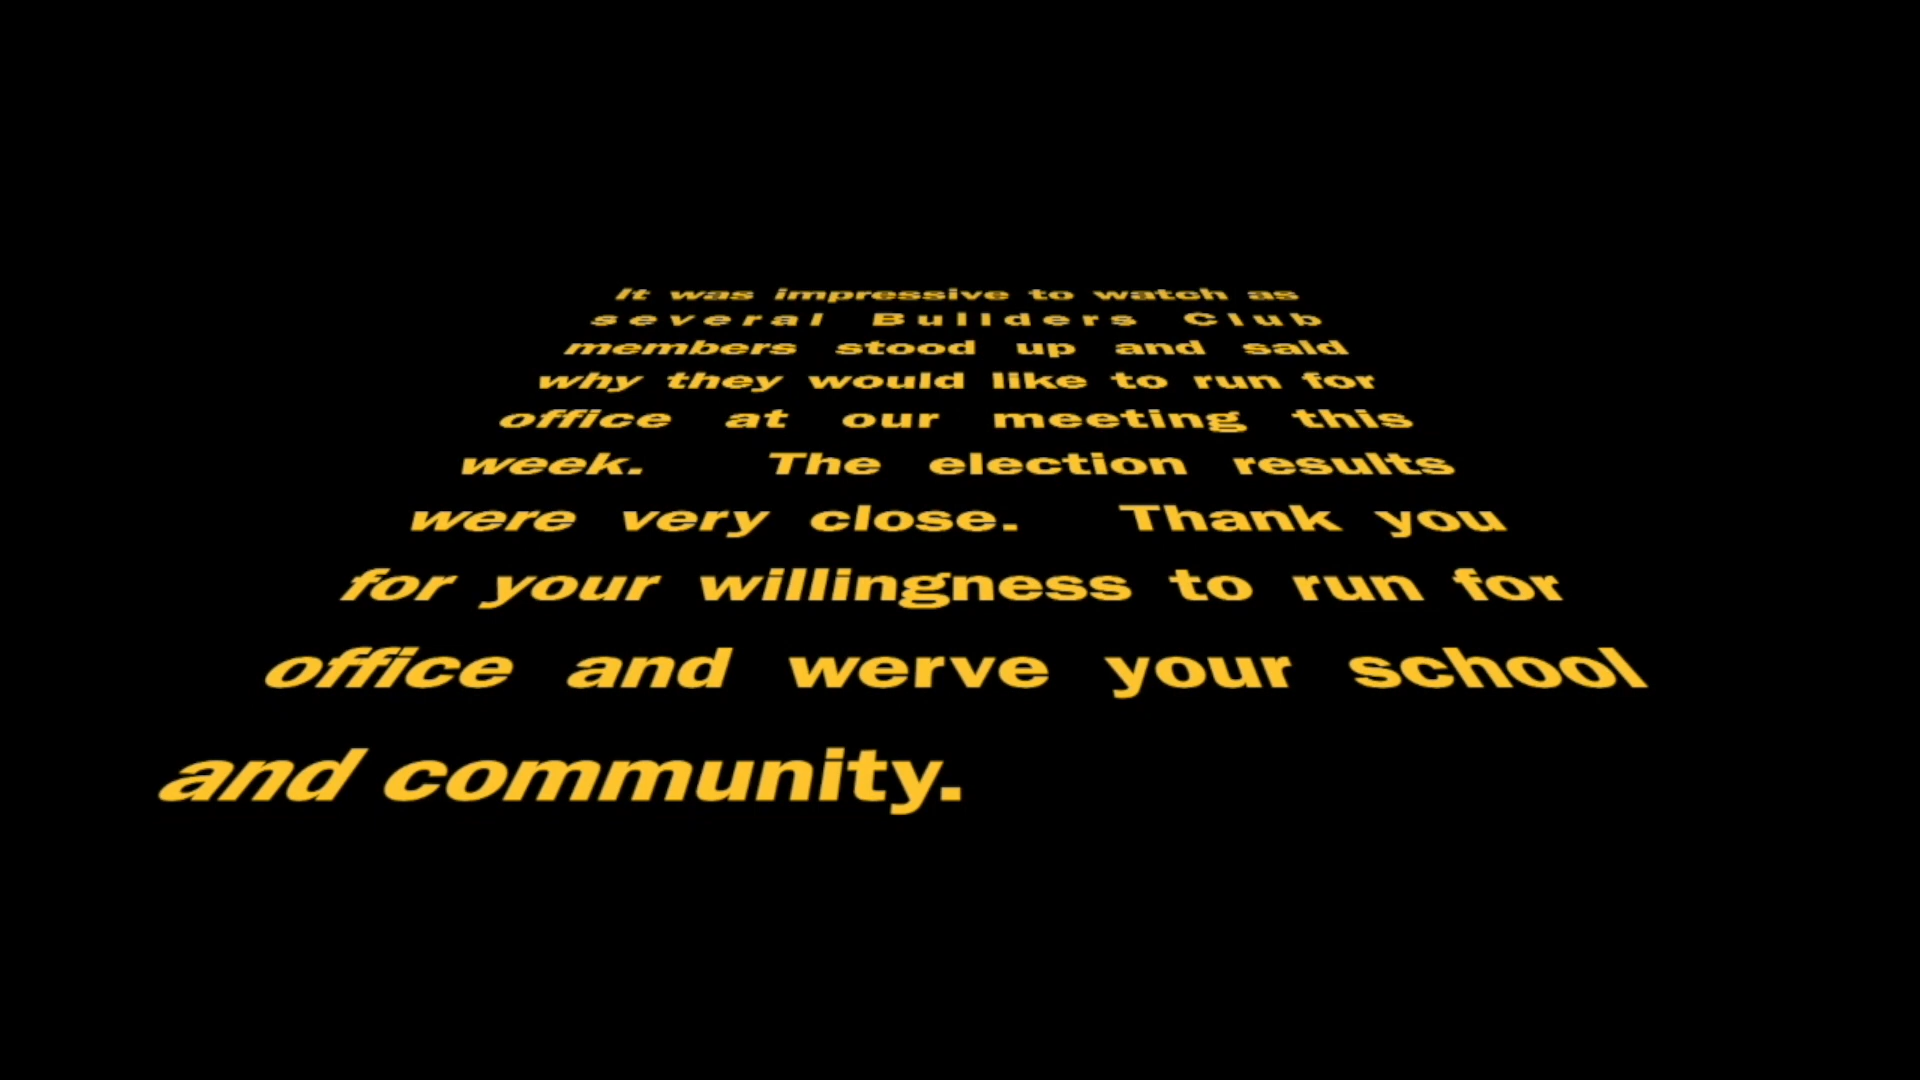 It was impressive to watch as
several Builders Club
members stood up and said
why they would like to run for
office at our meeting this
week. The election results
were very close. Thank you
for your willingness to run for
office and werve your school
and community.